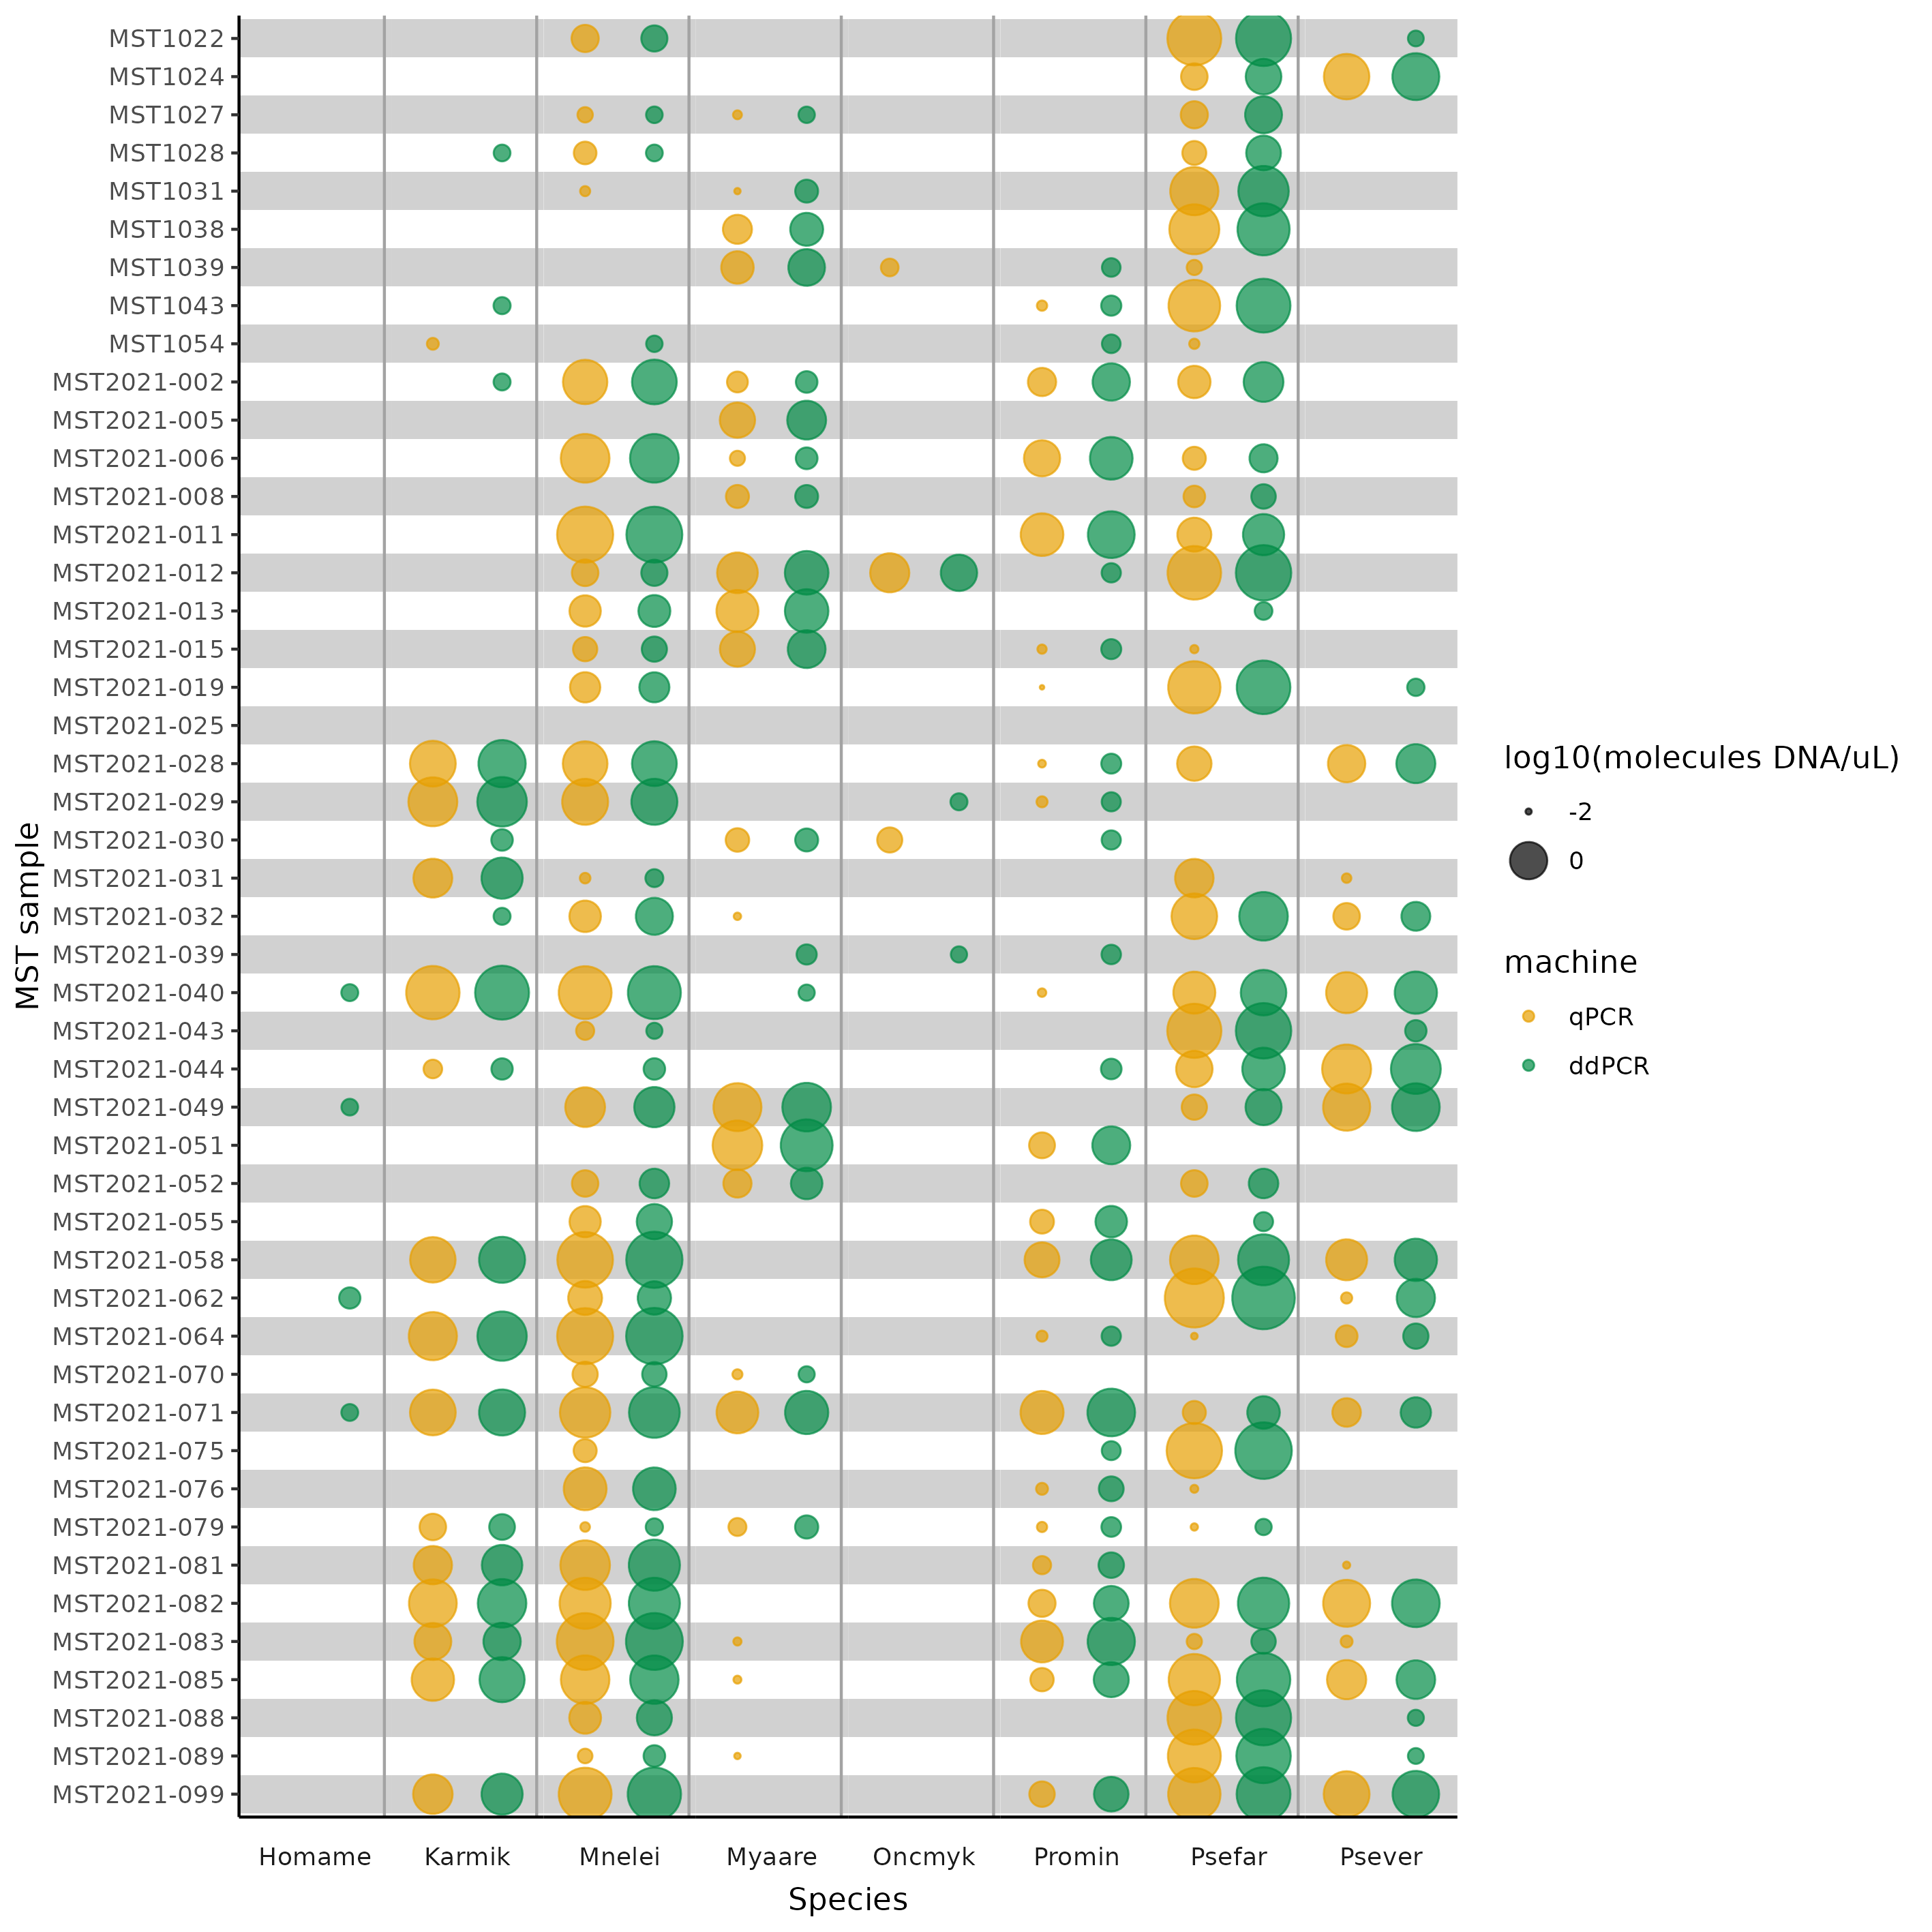 MST1022
MST1024
MST1027
MST1028
MST1031
MST1038
MST1039
MST1043
MST1054
MST2021-002
MST2021-005
MST2021-006
MST2021-008
MST2021-011
MST2021-012
MST2021-013
MST2021-015
MST2021-019
MST2021-025
MST2021-028
MST2021-029
MST2021-030
MST2021-031
MST2021-032
MST2021-039
MST2021-040
MST2021-043
MST2021-044
MST2021-049
MST2021-051
MST2021-052
MST2021-055
MST2021-058
MST2021-062
MST2021-064
MST2021-070
MST2021-071
MST2021-075
MST2021-076
MST2021-079
MST2021-081
MST2021-082
MST2021-083
MST2021-085
MST2021-088
MST2021-089
MST2021-099
MST sample
Homame Karmik Mnelei Myaare Oncmyk Promin Psefar Psever
Species
log10(molecules DNA/uL)
-2
0
machine
qPCR
ddPCR